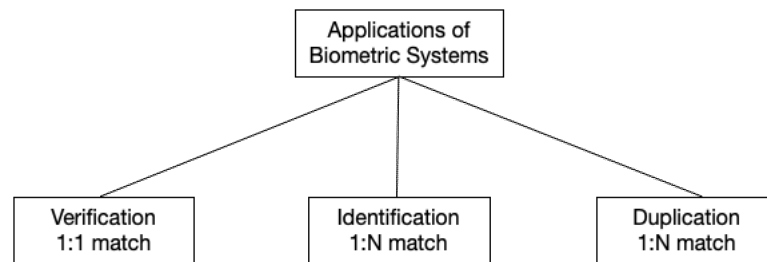 Applications of
Biometric Systems
Verification
1:1 match
Identification
1:N match
Duplication
1:N match